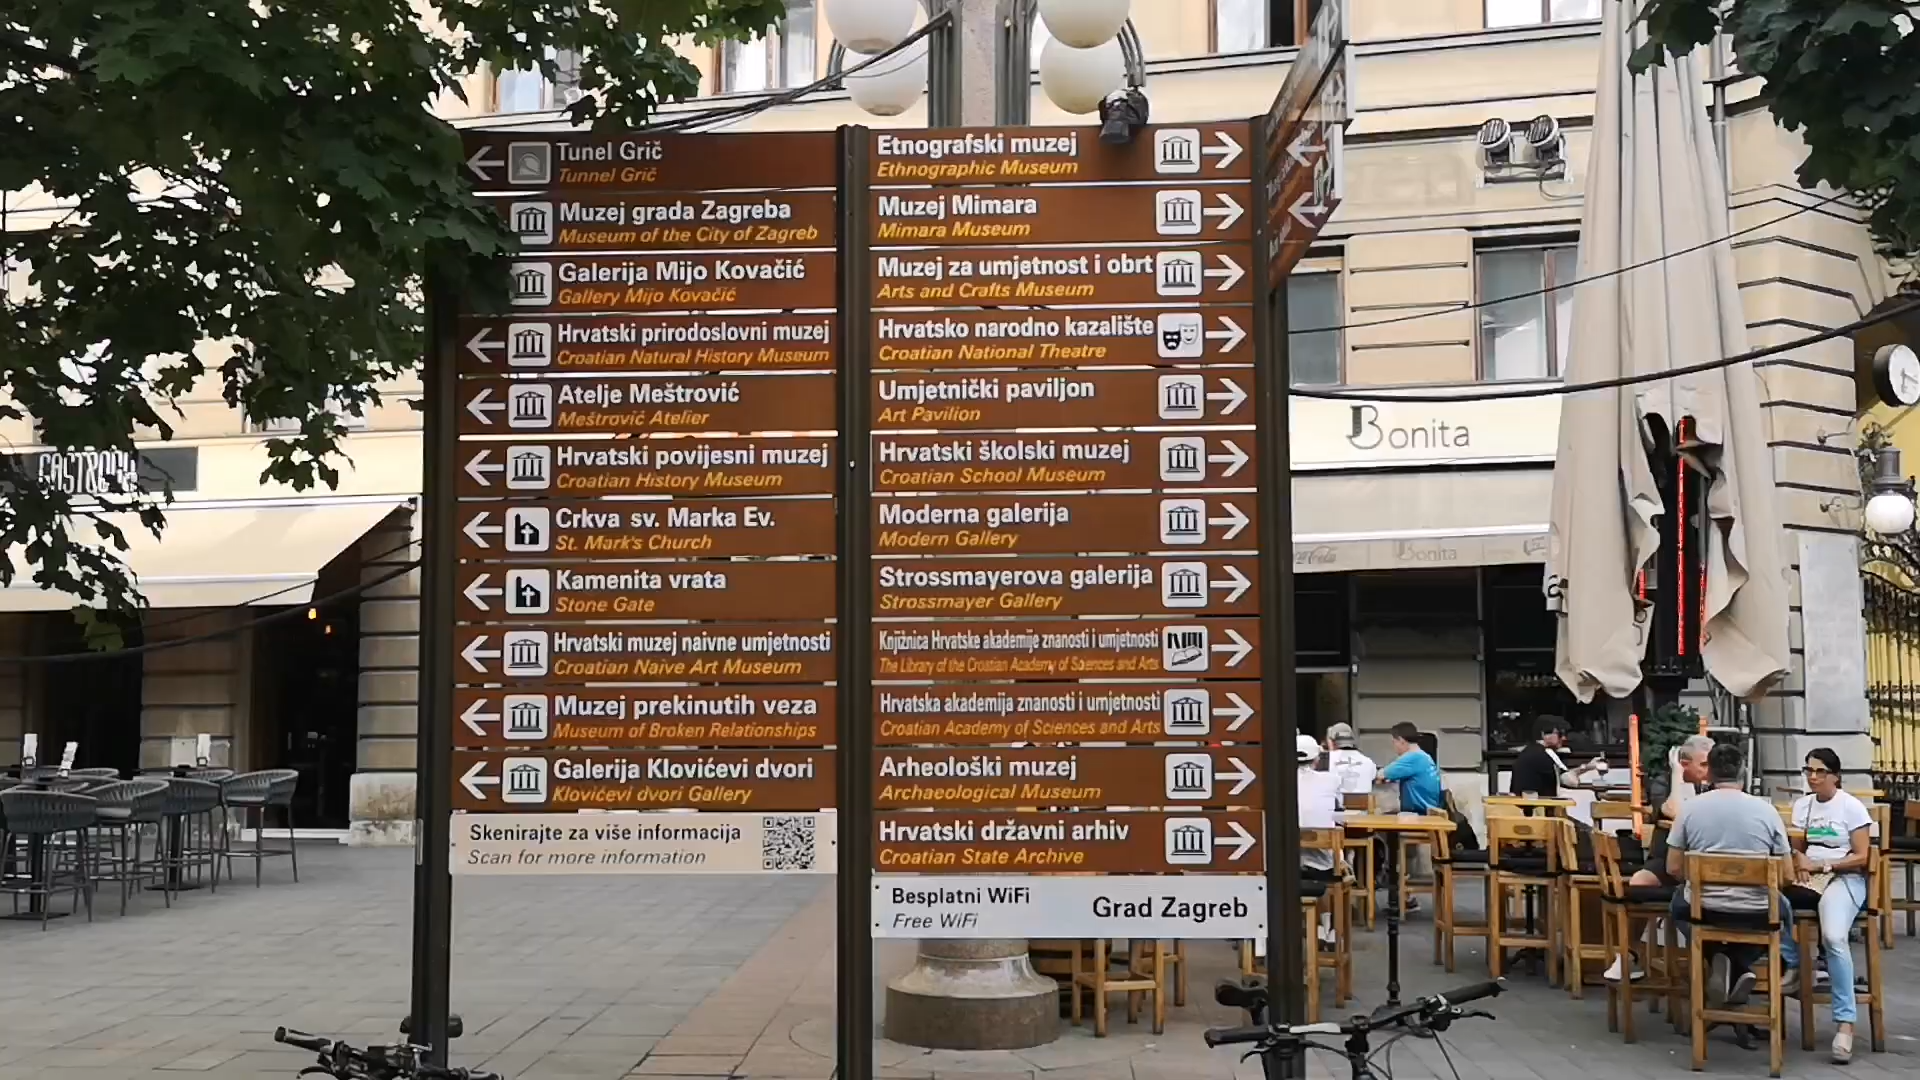 Tunel Grič
Tunnel Grič
Muzej grada Zagreba
Museum of the City of Zagreb
Galerija Mijo Kovačić
Gallery Mijo Kovačić
Hrvatski prirodoslovni muzej
Croatian Natural History Museum
Atelje Meštrović
Meštrović Atelier
Hrvatski povijesni muzej
Croatian History Museum
Crkva sv. Marka Ev.
St. Mark's Church
Kamenita vrata
Stone Gate
Hrvatski muzej naivne umjetnosti
Croatian Naive Art Museum
Muzej prekinutih veza
Museum of Broken Relationships
Galerija Klovićevi dvori
Klovićevi dvori Gallery
Skenirajte za više informacija
Scan for more information
Etnografski muzej
Ethnographic Museum
Muzej Mimara
Mimara Museum
Muzej za umjetnost i obrt
Arts and Crafts Museum
Hrvatsko narodno kazalište
Croatian National Theatre
Umjetnički paviljon
Art Pavilion
Hrvatski školski muzej
Croatian School Museum
Moderna galerija
Modern Gallery
Strossmayerova galerija
Strossmayer Gallery
Knjižnica Hrvatske akademije znanosti i umjetnosti
The Library of the Croatian Academy of Sciences and Arts
Hrvatska akademija znanosti i umjetnosti
Croatian Academy of Sciences and Arts
Arheološki muzej
Archaeological Museum
Hrvatski državni arhiv
Croatian State Archive
Besplatni WiFi
Free WiFi
Grad Zagreb
Bonita
Bonita